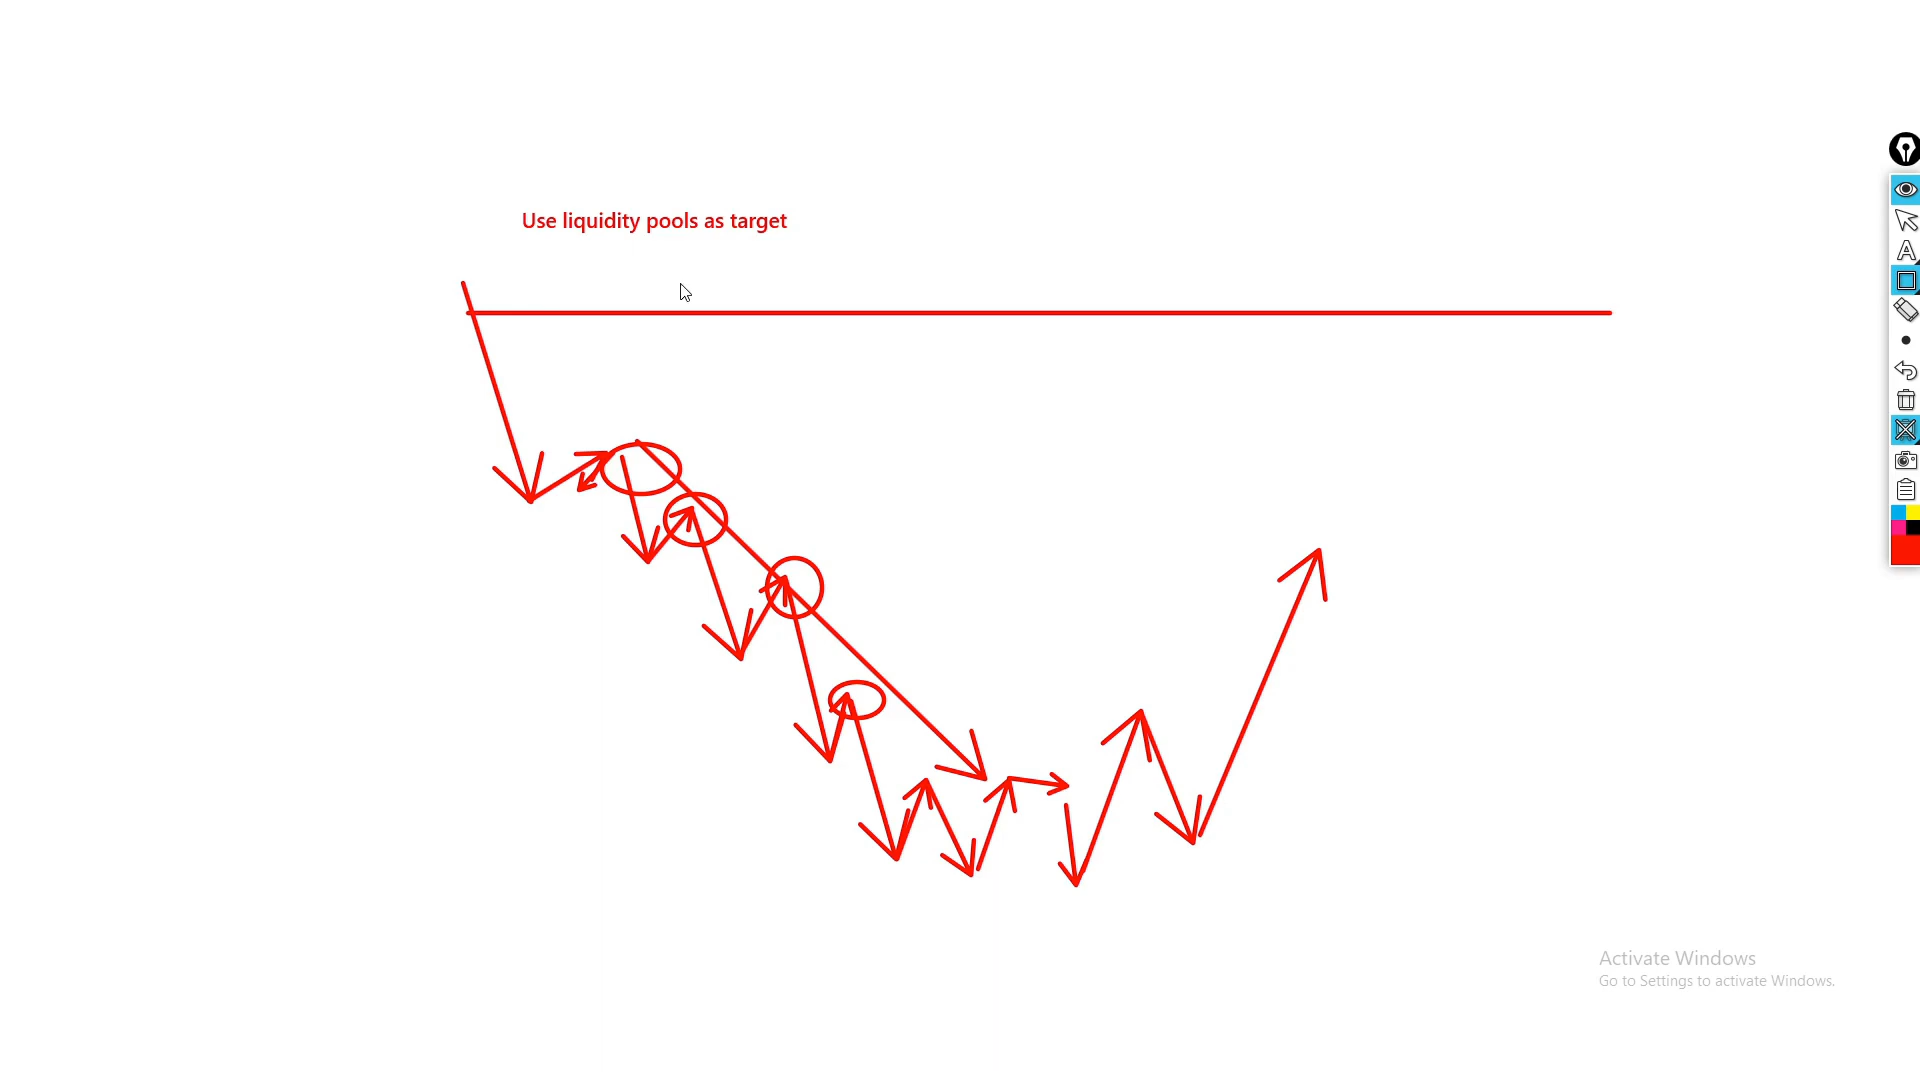 Use liquidity pools as target
Activate Windows
Go to Settings to activate Windows.